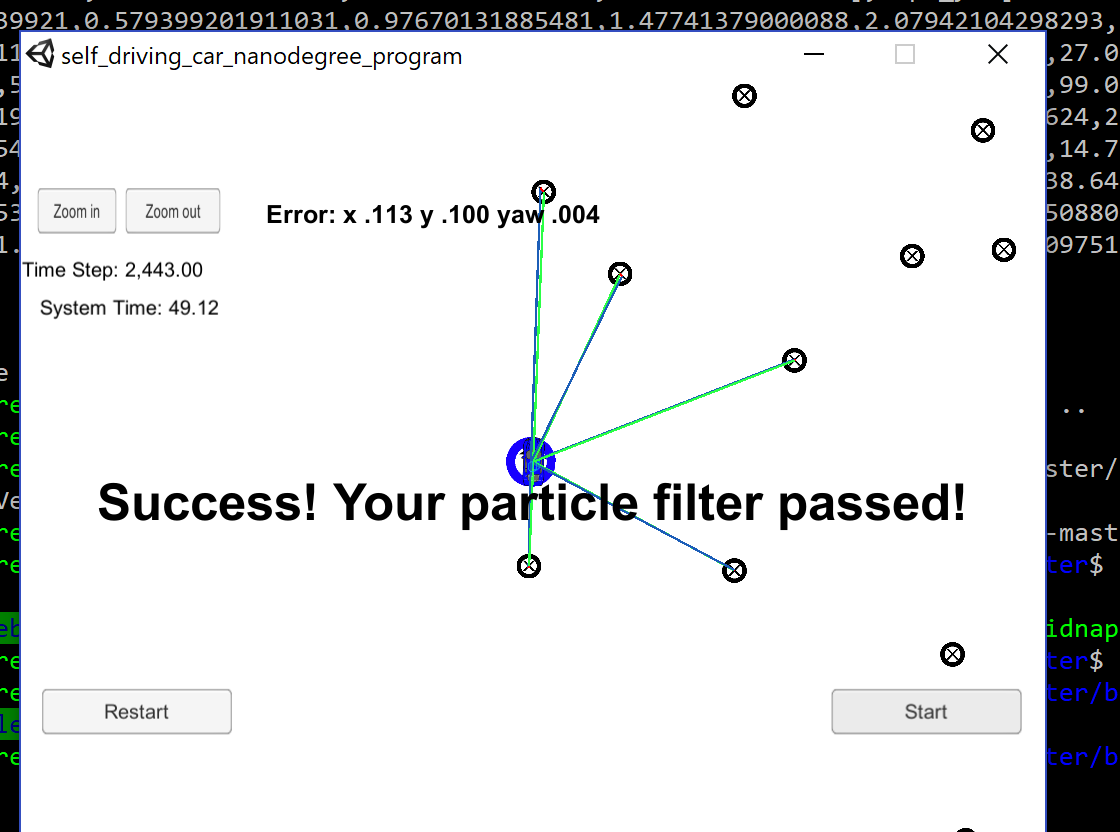 39921,0.579399201911031,0.97670131885481,1.47741379000088,2.07942104298293,
self_driving_car_nanodegree_program
,27.0
,99.0
624,2
,14.7
38.64
Zoom in
Zoom out
Error: x .113 y .100 yaw .004
50880
09751
Time Step: 2,443.00
System Time: 49.12
..
ster/
Success! Your particle filter passed!
-mast
ter$
idnap
ter$
ter/b
Restart
Start
ter/b